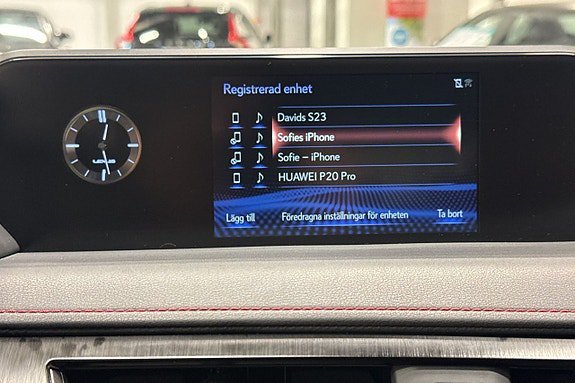 Registrerad enhet
Davids S23
Sofies iPhone
Sofie – iPhone
HUAWEI P20 Pro
Lägg till
Föredragna inställningar för enheten
Ta bort
LEXUS